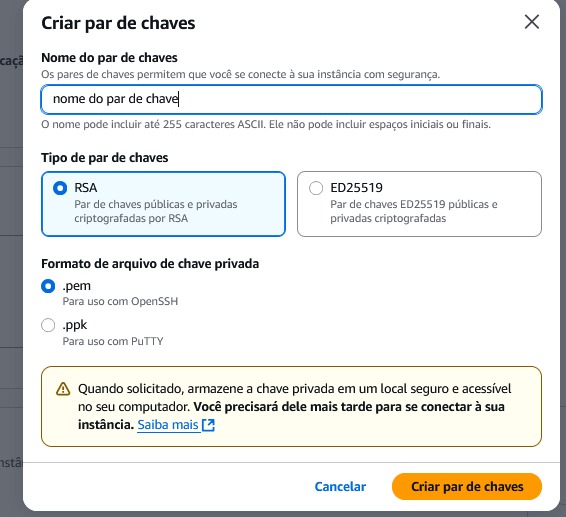 Criar par de chaves
Nome do par de chaves
Os pares de chaves permitem que você se conecte à sua instância com segurança.
nome do par de chave
O nome pode incluir até 255 caracteres ASCII. Ele não pode incluir espaços iniciais ou finais.
Tipo de par de chaves
RSA
Par de chaves públicas e privadas
criptografadas por RSA
ED25519
Par de chaves ED25519 públicas e
privadas criptografadas
Formato de arquivo de chave privada
.pem
Para uso com OpenSSH
.ppk
Para uso com PuTTY
Quando solicitado, armazene a chave privada em um local seguro e acessível
no seu computador. Você precisará dele mais tarde para se conectar à sua
instância. Saiba mais
Cancelar
Criar par de chaves